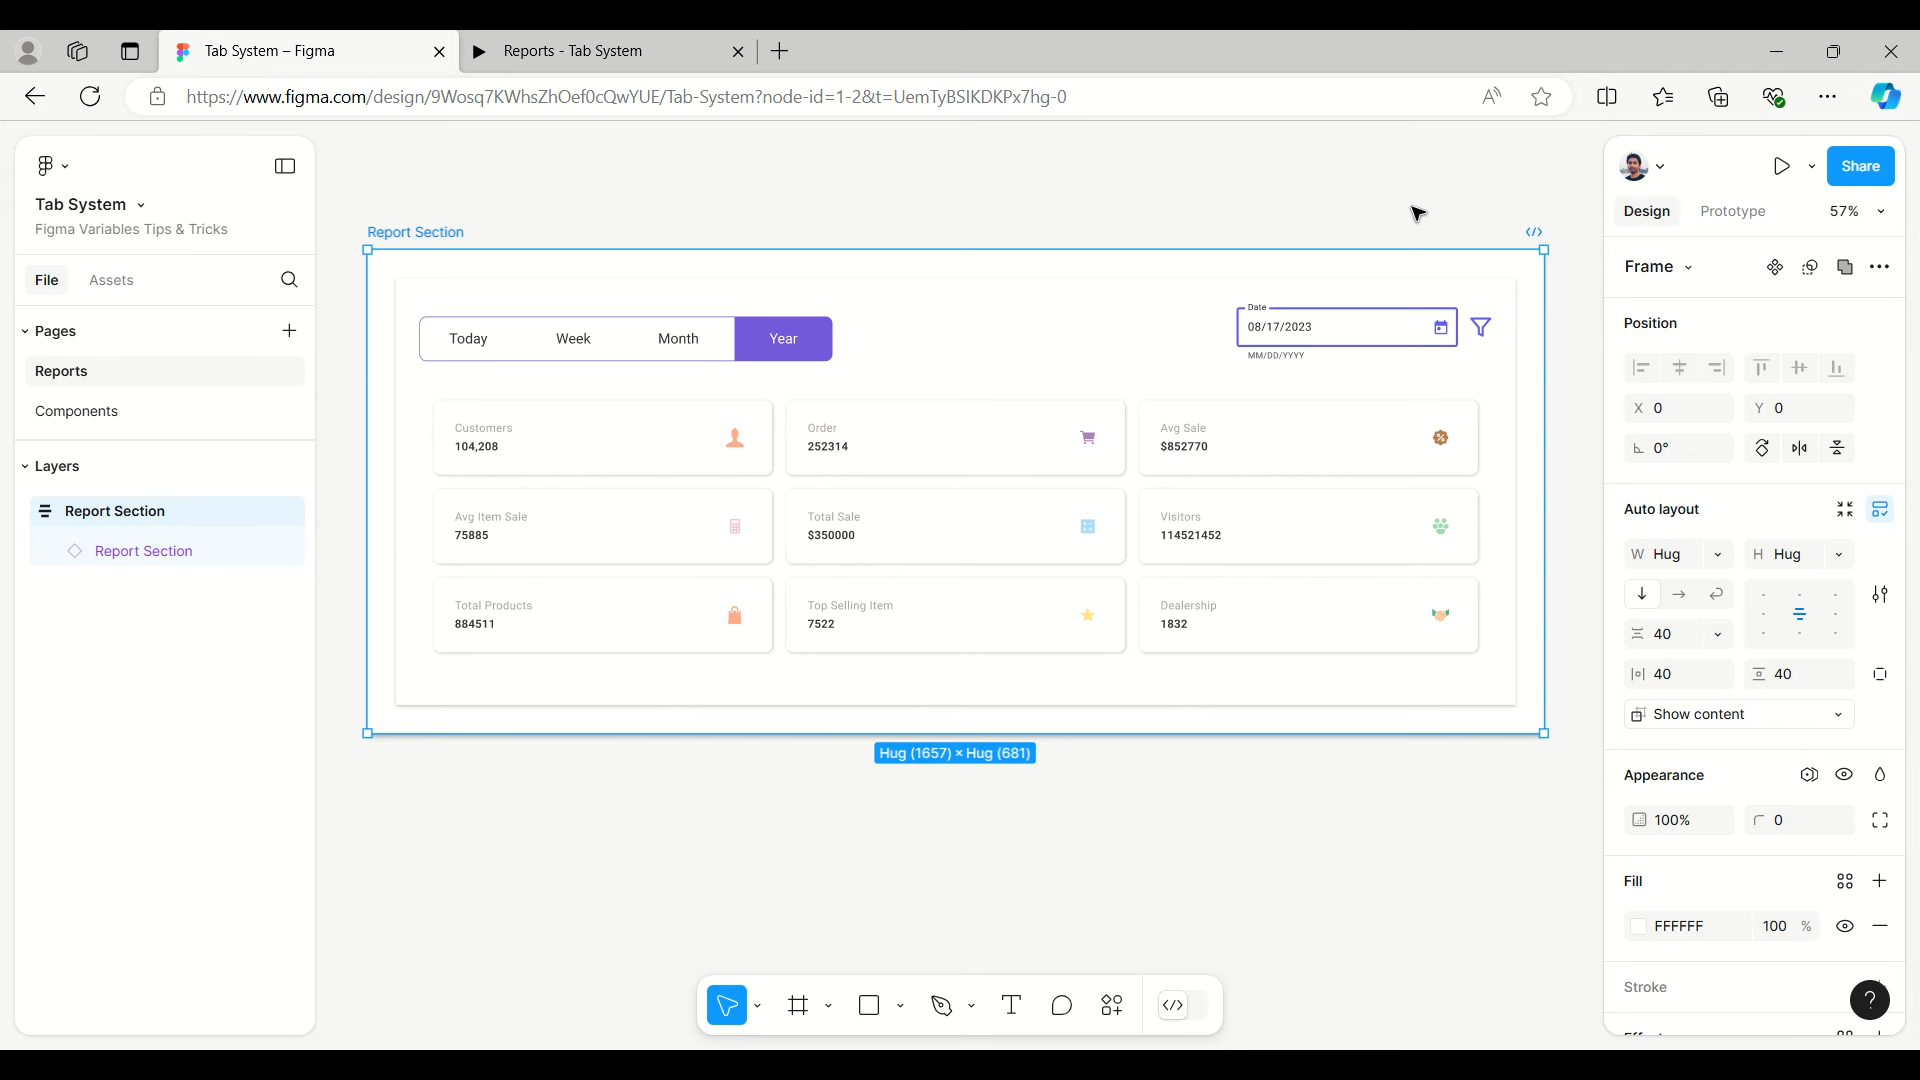 Tab System – Figma
Reports - Tab System
https://www.figma.com/design/9Wosq7KWhsZhOef0cQwYUE/Tab-System?node-id=1-2&t=UemTyBSIKDKPx7hg-0
Tab System
Figma Variables Tips & Tricks
File Assets
Pages
Reports
Components
Layers
Report Section
Report Section
Report Section
Today Week Month Year
Date
08/17/2023
MM/DD/YYYY
Customers
104,208
Order
252314
Avg Sale
$852770
Avg Item Sale
75885
Total Sale
$350000
Visitors
114521452
Total Products
884511
Top Selling Item
7522
Dealership
1832
Hug (1657) × Hug (681)
Share
Design Prototype 57%
Frame
Position
X 0 Y 0
0°
Auto layout
W Hug H Hug
40
40 40
Show content
Appearance
100% 0
Fill
FFFFFF 100 %
Stroke
?